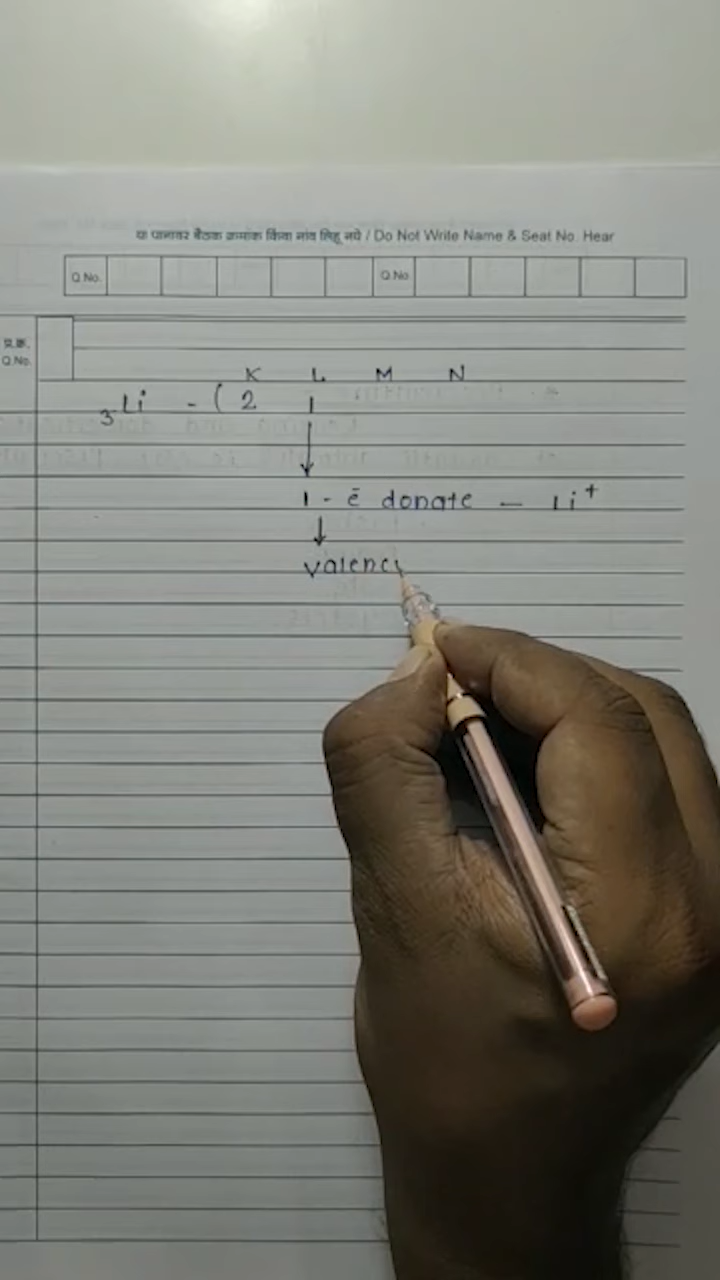 या पानावर बैठक क्रमांक किंवा नांव लिहू नये / Do Not Write Name & Seat No. Hear
Q.No. Q.No
प्र.क्र.
Q.No.
K L M N
₃Li - ( 2 1
1 - ē donate - Li⁺
valency